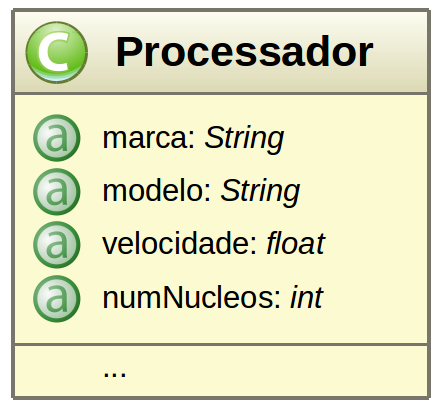 C Processador
a marca: String
a modelo: String
a velocidade: float
a numNucleos: int
...